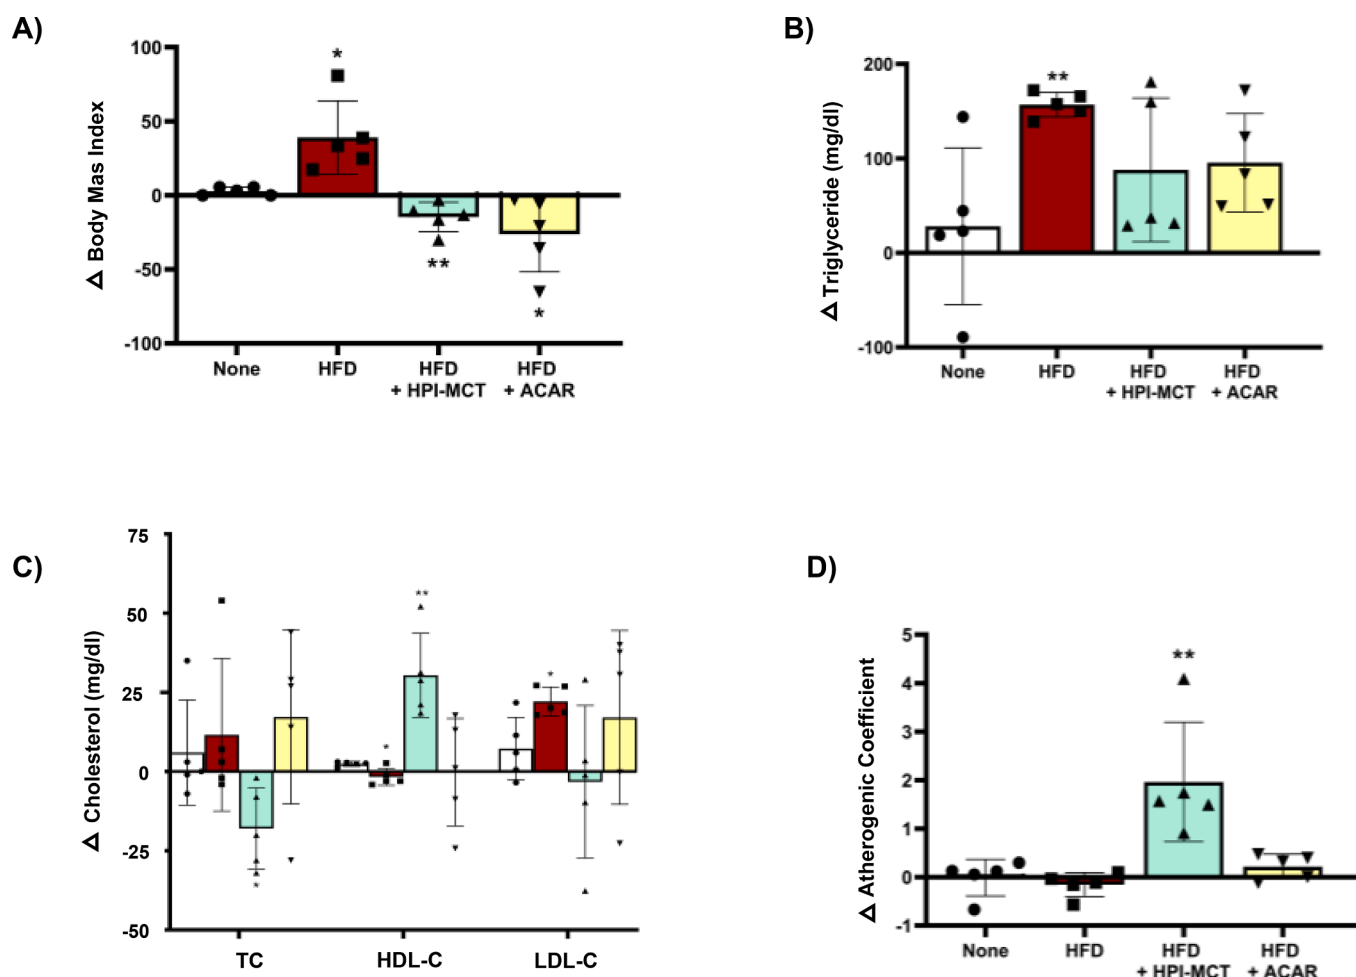 A)
100
50
0
-50
-100
Δ Body Mas Index
*
**
*
None
HFD
HFD
+ HPI-MCT
HFD
+ ACAR
B)
200
100
0
-100
Δ Triglyceride (mg/dl)
**
None
HFD
HFD
+ HPI-MCT
HFD
+ ACAR
C)
75
50
25
0
-25
-50
Δ Cholesterol (mg/dl)
*
*
**
*
TC
HDL-C
LDL-C
D)
5
4
3
2
1
0
-1
Δ Atherogenic Coefficient
**
None
HFD
HFD
+ HPI-MCT
HFD
+ ACAR